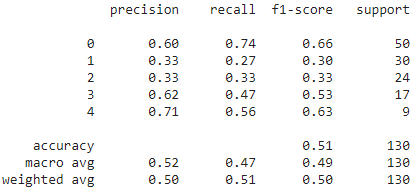 precision recall f1-score support
0 0.60 0.74 0.66 50
1 0.33 0.27 0.30 30
2 0.33 0.33 0.33 24
3 0.62 0.47 0.53 17
4 0.71 0.56 0.63 9
accuracy 0.51 130
macro avg 0.52 0.47 0.49 130
weighted avg 0.50 0.51 0.50 130